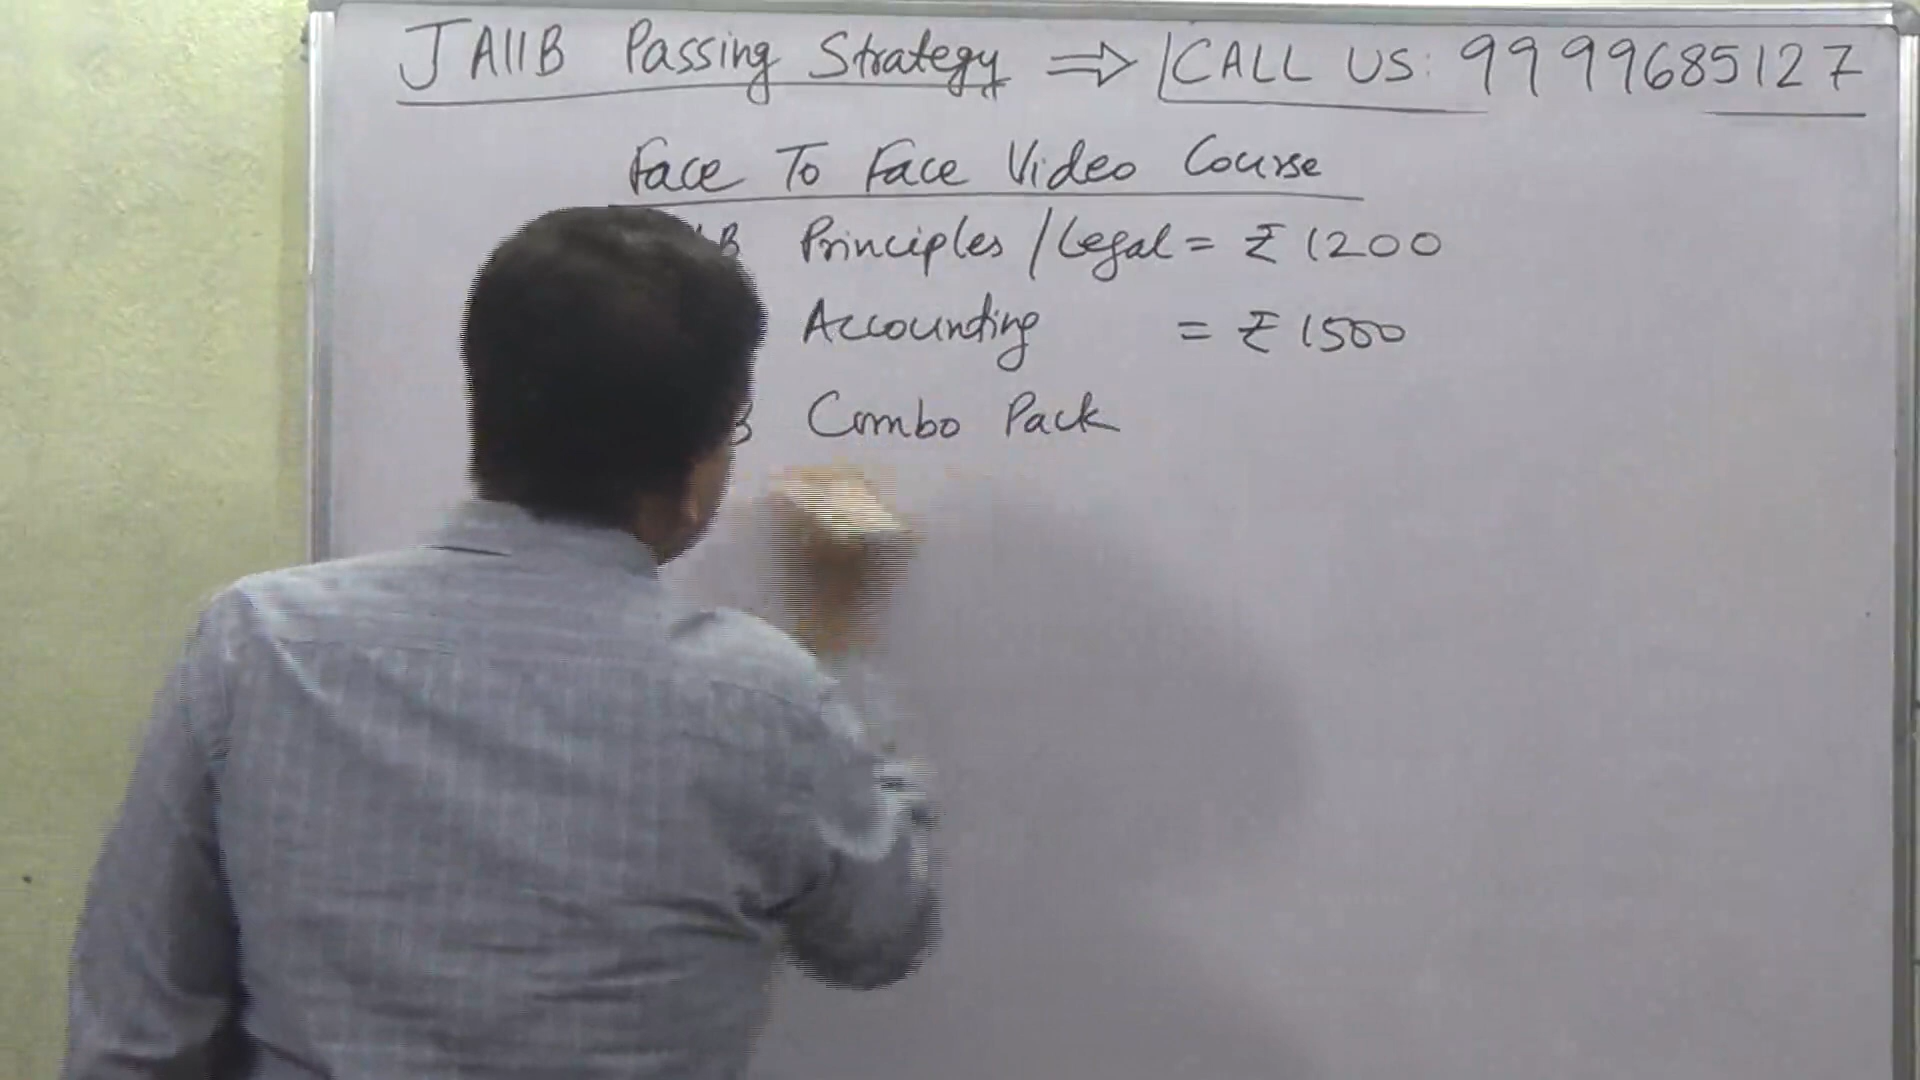 JAIIB Passing Strategy ⇒ CALL US: 9999685127
Face To Face Video Course
Principles / Legal = ₹ 1200
Accounting = ₹ 1500
Combo Pack